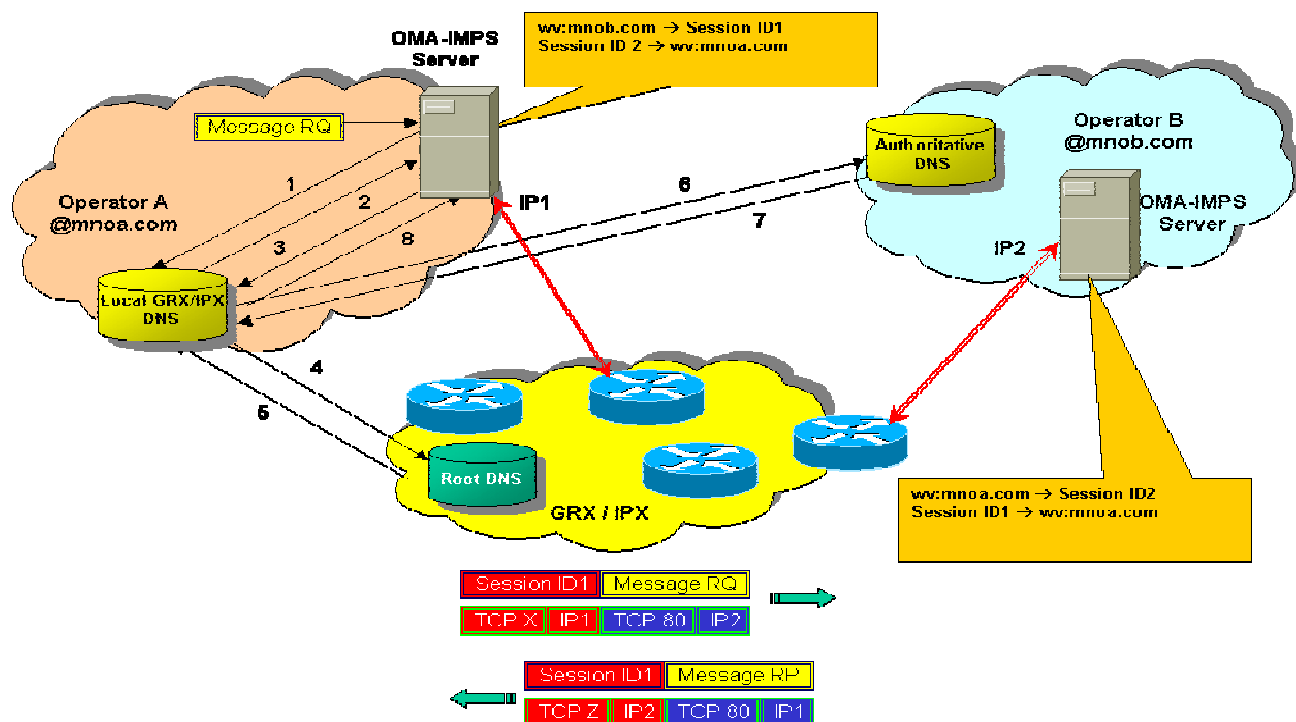 OMA-IMPS
Server
wv:mnob.com → Session ID1
Session ID 2 → wv:mnoa.com
Message RQ
Operator A
@mnoa.com
1
2
3
8
IP1
6
7
Authoritative
DNS
Operator B
@mnob.com
OMA-IMPS
Server
IP2
Local GRX/IPX
DNS
4
5
Root DNS
GRX / IPX
wv:mnoa.com → Session ID2
Session ID1 → wv:mnoa.com
Session ID1 Message RQ
TCP X IP1 TCP 80 IP2
Session ID1 Message RP
TCP Z IP2 TCP 80 IP1